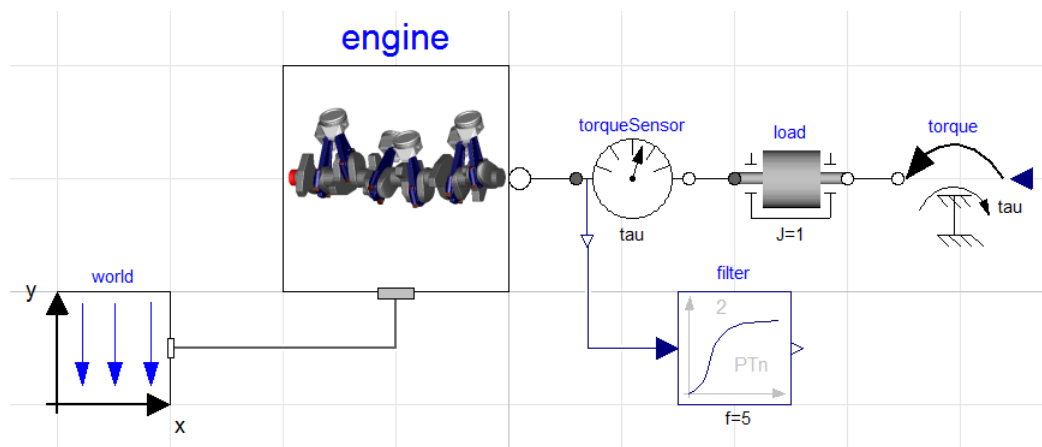 engine
torqueSensor
load
torque
tau
J=1
tau
world
filter
y
2
PTn
f=5
x